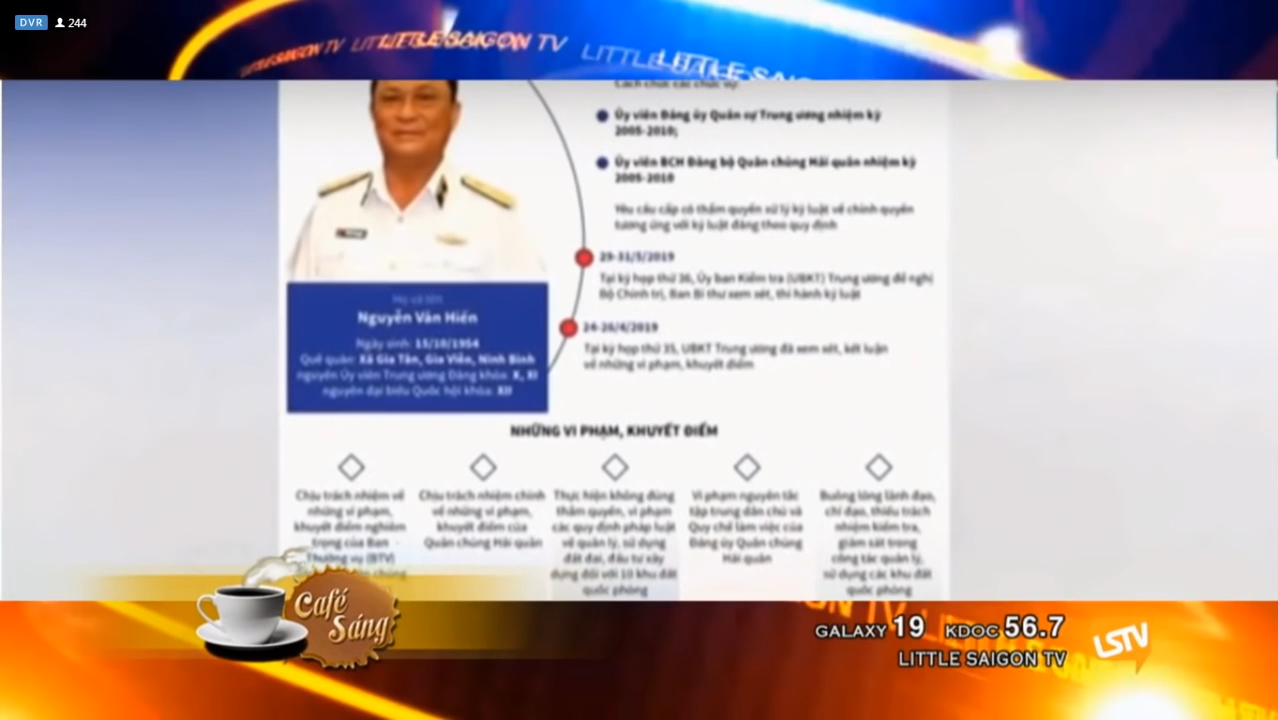 DVR 244
LITTLE SAIGON TV LITTLE SAIGON TV
LITTLE SAIGON
Cách chức các chức vụ:
Ủy viên Đảng ủy Quân sự Trung ương nhiệm kỳ
2005-2010;
Ủy viên BCH Đảng bộ Quân chủng Hải quân nhiệm kỳ
2005-2010
Yêu cầu cấp có thẩm quyền xử lý kỷ luật về chính quyền
tương ứng với kỷ luật đảng theo quy định
29-31/5/2019
Tại kỳ họp thứ 36, Ủy ban Kiểm tra (UBKT) Trung ương đề nghị
Bộ Chính trị, Ban Bí thư xem xét, thi hành kỷ luật
24-26/4/2019
Tại kỳ họp thứ 35, UBKT Trung ương đã xem xét, kết luận
về những vi phạm, khuyết điểm
Họ và tên
Nguyễn Văn Hiến
Ngày sinh: 15/10/1954
Quê quán: Xã Gia Tân, Gia Viễn, Ninh Bình
nguyên Ủy viên Trung ương Đảng khóa: X, XI
nguyên đại biểu Quốc hội khóa: XII
NHỮNG VI PHẠM, KHUYẾT ĐIỂM
Chịu trách nhiệm về
những vi phạm,
khuyết điểm nghiêm
trọng của Ban
Thường vụ (BTV)
Chịu trách nhiệm chính
về những vi phạm,
khuyết điểm của
Quân chủng Hải quân
Thực hiện không đúng
thẩm quyền, vi phạm
các quy định pháp luật
về quản lý, sử dụng
đất đai, đầu tư xây
dựng đối với 10 khu đất
quốc phòng
Vi phạm nguyên tắc
tập trung dân chủ và
Quy chế làm việc của
Đảng ủy Quân chủng
Hải quân
Buông lỏng lãnh đạo,
chỉ đạo, thiếu trách
nhiệm kiểm tra,
giám sát trong
công tác quản lý,
sử dụng các khu đất
quốc phòng
Café
Sáng
GALAXY 19 KDOC 56.7
LITTLE SAIGON TV
LSTV